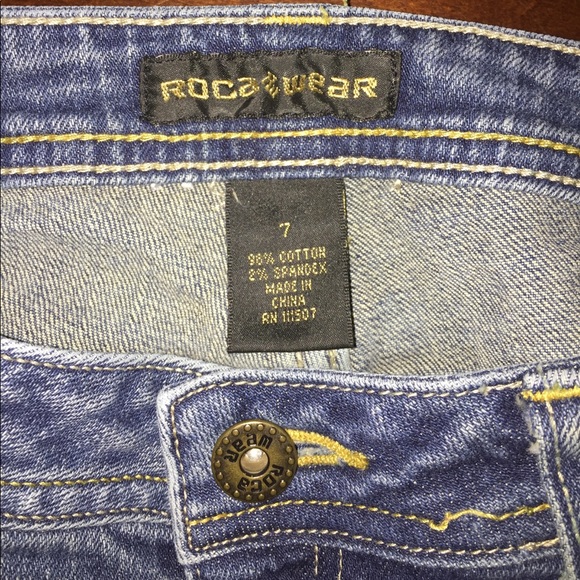 ROCAWEAR
7
98% COTTON
2% SPANDEX
MADE IN
CHINA
RN 111507
ROCA WEAR